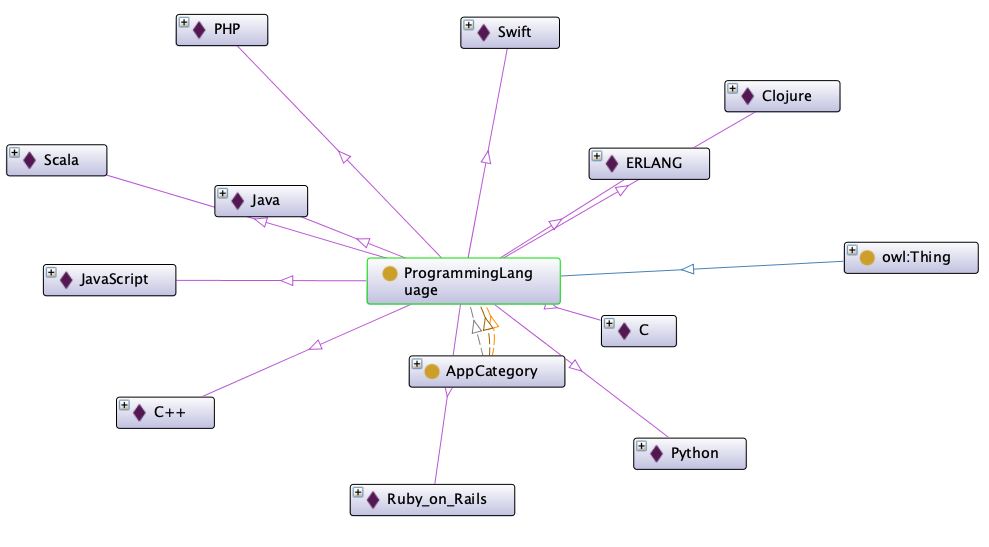 PHP
Swift
Clojure
Scala
ERLANG
Java
owl:Thing
JavaScript
ProgrammingLang
uage
C
AppCategory
C++
Python
Ruby_on_Rails